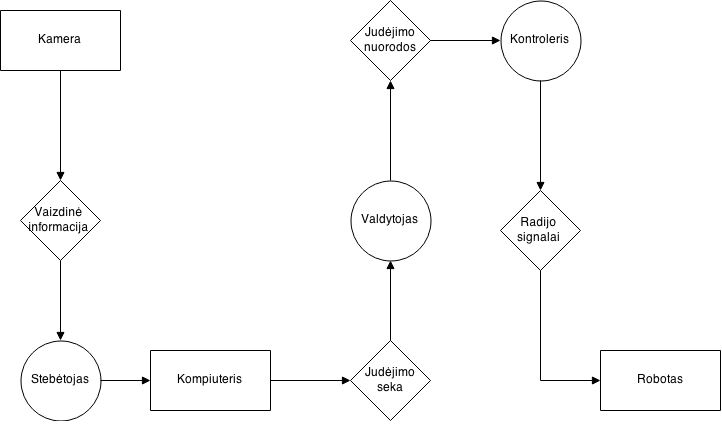 Kamera
Vaizdinė
informacija
Stebėtojas
Kompiuteris
Judėjimo
seka
Valdytojas
Judėjimo
nuorodos
Kontroleris
Radijo
signalai
Robotas